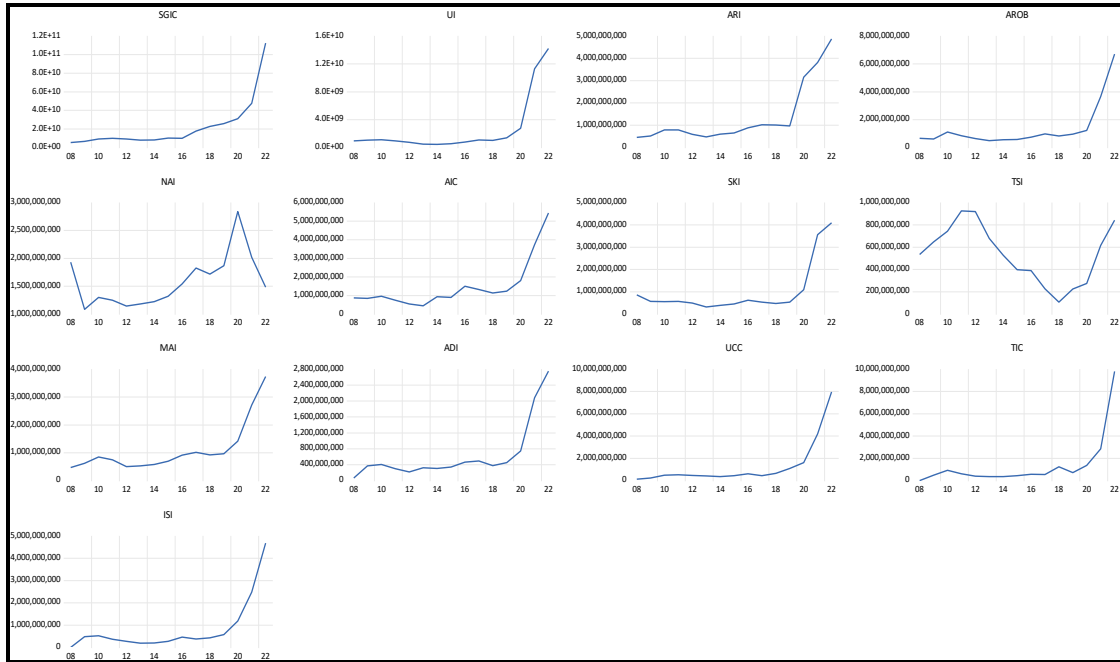 SGIC
1.2E+11
1.0E+11
8.0E+10
6.0E+10
4.0E+10
2.0E+10
0.0E+00
08 10 12 14 16 18 20 22
UI
1.6E+10
1.2E+10
8.0E+09
4.0E+09
0.0E+00
08 10 12 14 16 18 20 22
ARI
5,000,000,000
4,000,000,000
3,000,000,000
2,000,000,000
1,000,000,000
0
08 10 12 14 16 18 20 22
AROB
8,000,000,000
6,000,000,000
4,000,000,000
2,000,000,000
0
08 10 12 14 16 18 20 22
NAI
3,000,000,000
2,500,000,000
2,000,000,000
1,500,000,000
1,000,000,000
08 10 12 14 16 18 20 22
AIC
6,000,000,000
5,000,000,000
4,000,000,000
3,000,000,000
2,000,000,000
1,000,000,000
0
08 10 12 14 16 18 20 22
SKI
5,000,000,000
4,000,000,000
3,000,000,000
2,000,000,000
1,000,000,000
0
08 10 12 14 16 18 20 22
TSI
1,000,000,000
800,000,000
600,000,000
400,000,000
200,000,000
0
08 10 12 14 16 18 20 22
MAI
4,000,000,000
3,000,000,000
2,000,000,000
1,000,000,000
0
08 10 12 14 16 18 20 22
ADI
2,800,000,000
2,400,000,000
2,000,000,000
1,600,000,000
1,200,000,000
800,000,000
400,000,000
0
08 10 12 14 16 18 20 22
UCC
10,000,000,000
8,000,000,000
6,000,000,000
4,000,000,000
2,000,000,000
0
08 10 12 14 16 18 20 22
TIC
10,000,000,000
8,000,000,000
6,000,000,000
4,000,000,000
2,000,000,000
0
08 10 12 14 16 18 20 22
ISI
5,000,000,000
4,000,000,000
3,000,000,000
2,000,000,000
1,000,000,000
0
08 10 12 14 16 18 20 22